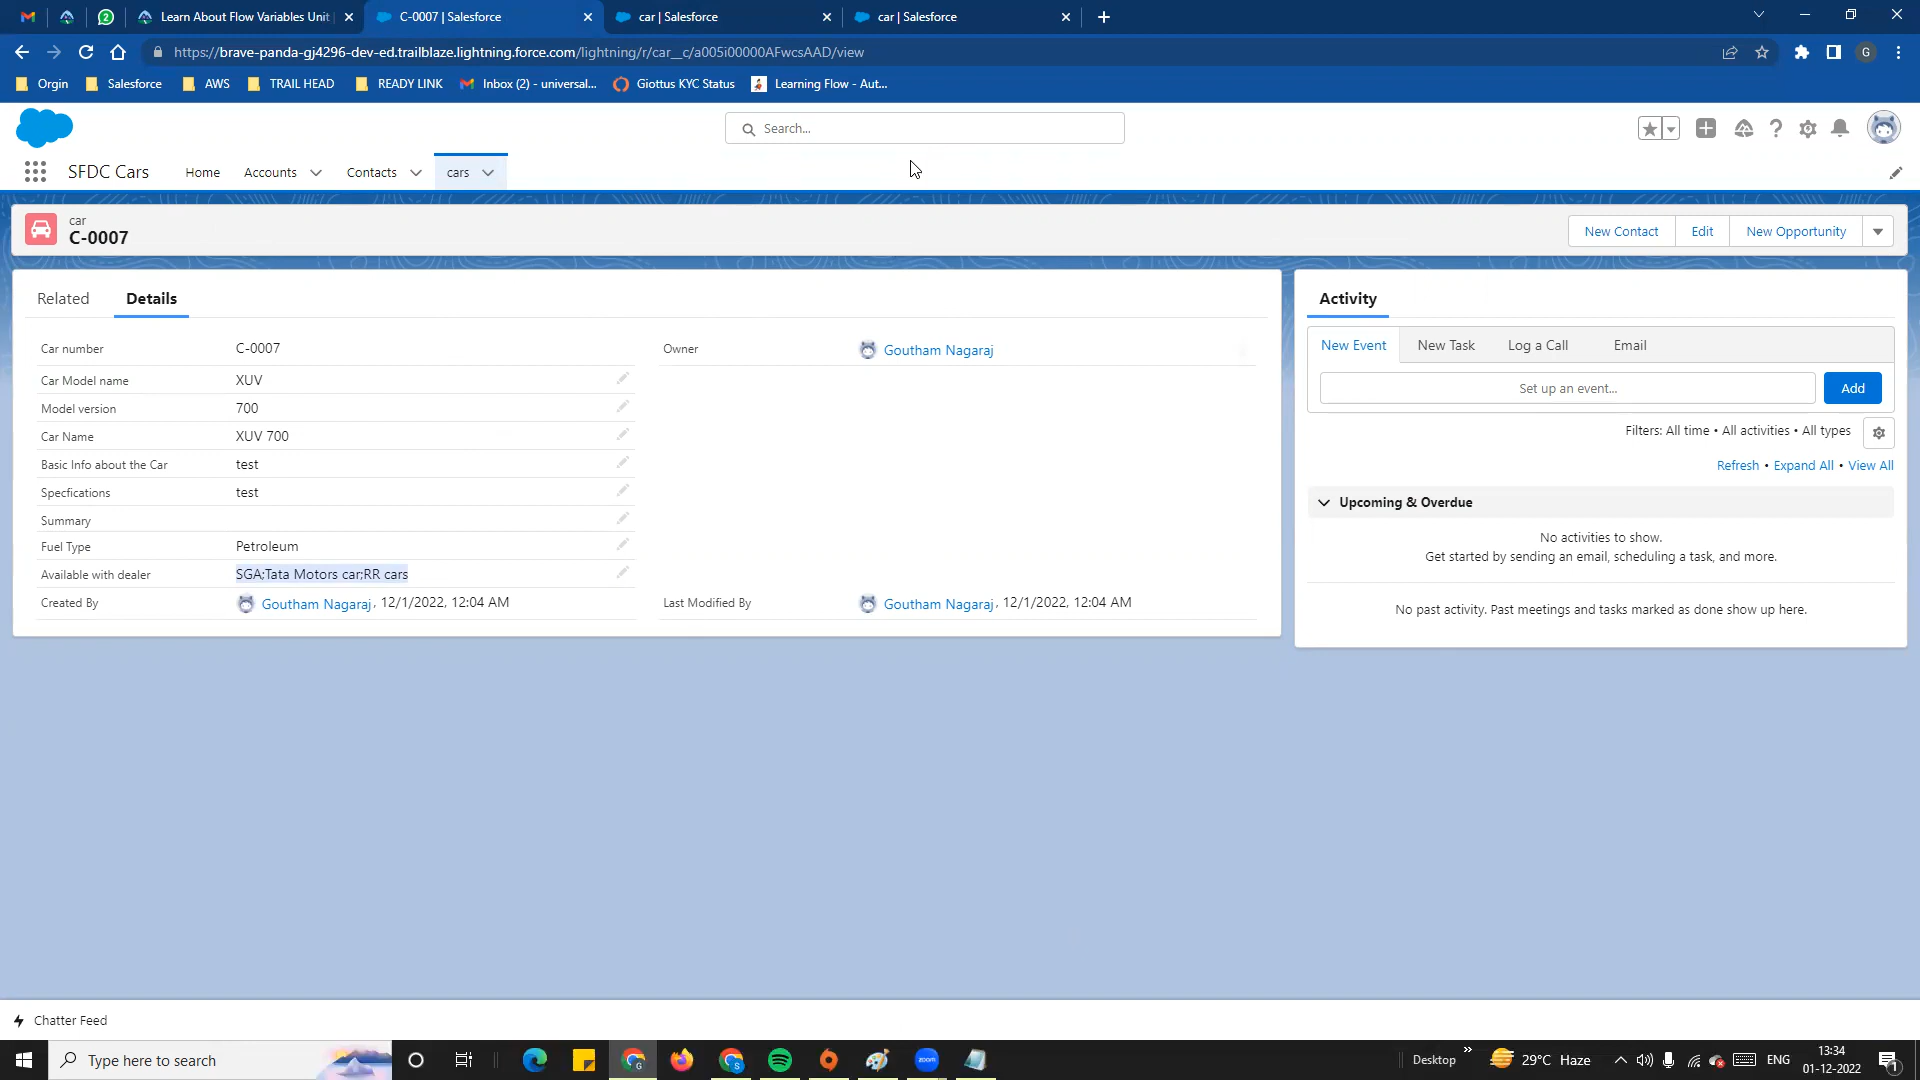 Learn About Flow Variables Unit
C-0007 | Salesforce
car | Salesforce
car | Salesforce
2
https://brave-panda-gj4296-dev-ed.trailblaze.lightning.force.com/lightning/r/car__c/a005i00000AFwcsAAD/view
G
Orgin
Salesforce
AWS
TRAIL HEAD
READY LINK
Inbox (2) - universal...
Giottus KYC Status
Learning Flow - Aut...
Search...
SFDC Cars
Home
Accounts
Contacts
cars
car
C-0007
New Contact
Edit
New Opportunity
Related
Details
Car number
C-0007
Owner
Goutham Nagaraj
Car Model name
XUV
Model version
700
Car Name
XUV 700
Basic Info about the Car
test
Specfications
test
Summary
Fuel Type
Petroleum
Available with dealer
SGA;Tata Motors car;RR cars
Created By
Goutham Nagaraj, 12/1/2022, 12:04 AM
Last Modified By
Goutham Nagaraj, 12/1/2022, 12:04 AM
Activity
New Event
New Task
Log a Call
Email
Set up an event...
Add
Filters: All time • All activities • All types
Refresh • Expand All • View All
Upcoming & Overdue
No activities to show.
Get started by sending an email, scheduling a task, and more.
No past activity. Past meetings and tasks marked as done show up here.
Chatter Feed
Type here to search
G
S
zoom
Desktop
29°C Haze
ENG
13:34
01-12-2022
1